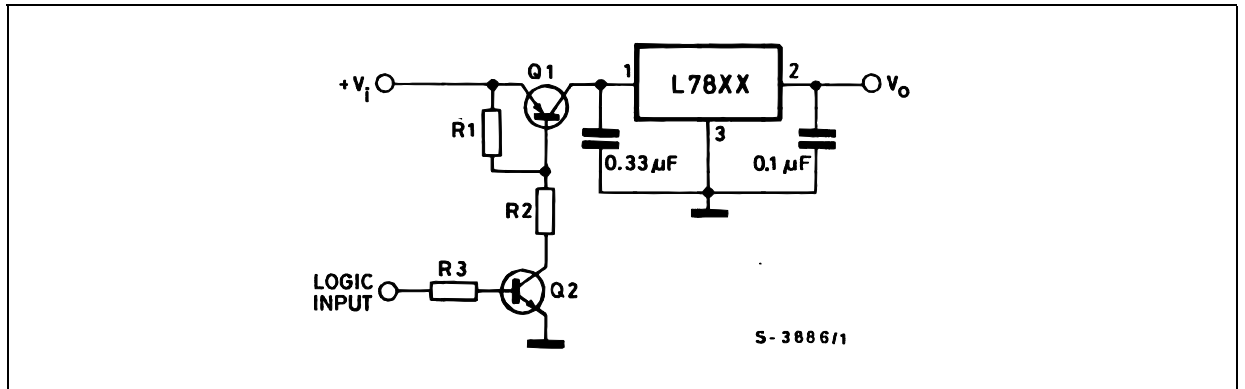 Q1
+Vi
1
L78XX
2
Vo
R1
3
0.33µF
0.1µF
R2
R3
LOGIC
INPUT
Q2
S-3886/1